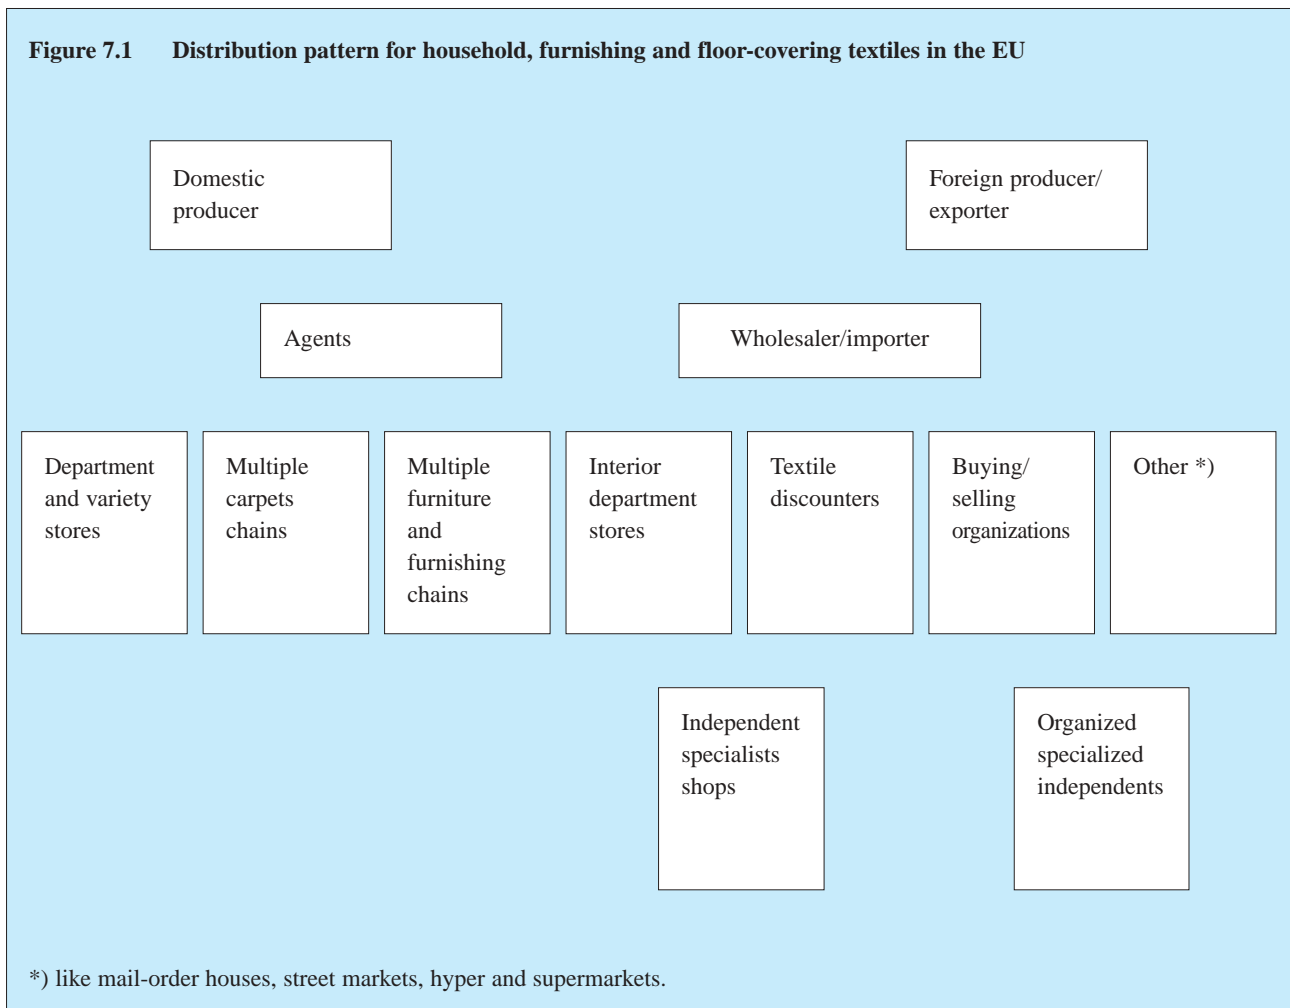 Figure 7.1 Distribution pattern for household, furnishing and floor-covering textiles in the EU
Domestic
producer
Foreign producer/
exporter
Agents
Wholesaler/importer
Department
and variety
stores
Multiple
carpets
chains
Multiple
furniture
and
furnishing
chains
Interior
department
stores
Textile
discounters
Buying/
selling
organizations
Other *)
Independent
specialists
shops
Organized
specialized
independents
*) like mail-order houses, street markets, hyper and supermarkets.